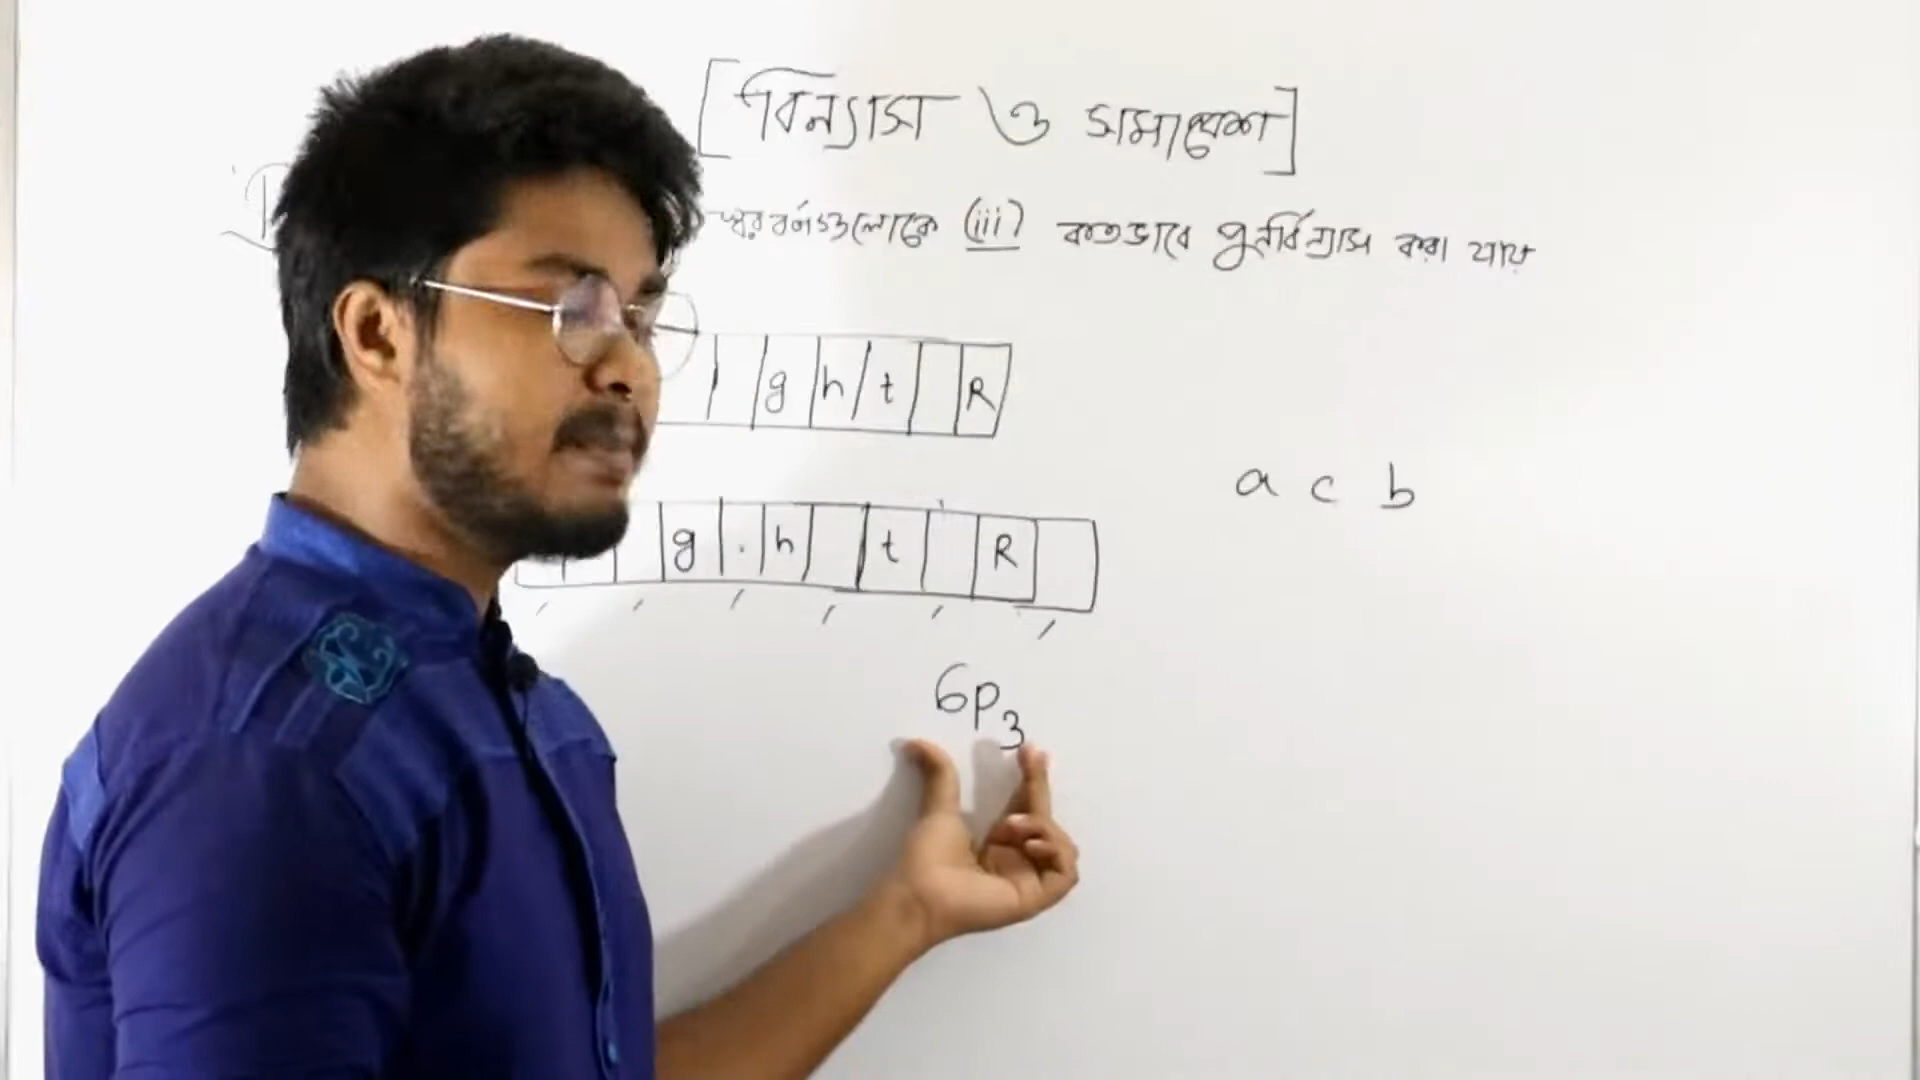 [বিন্যাস ও সমাবেশ]
স্বরবর্ণগুলোকে (iii) কতভাবে পুনর্বিন্যাস করা যায়
g h t R
a c b
g . h t R
6p3